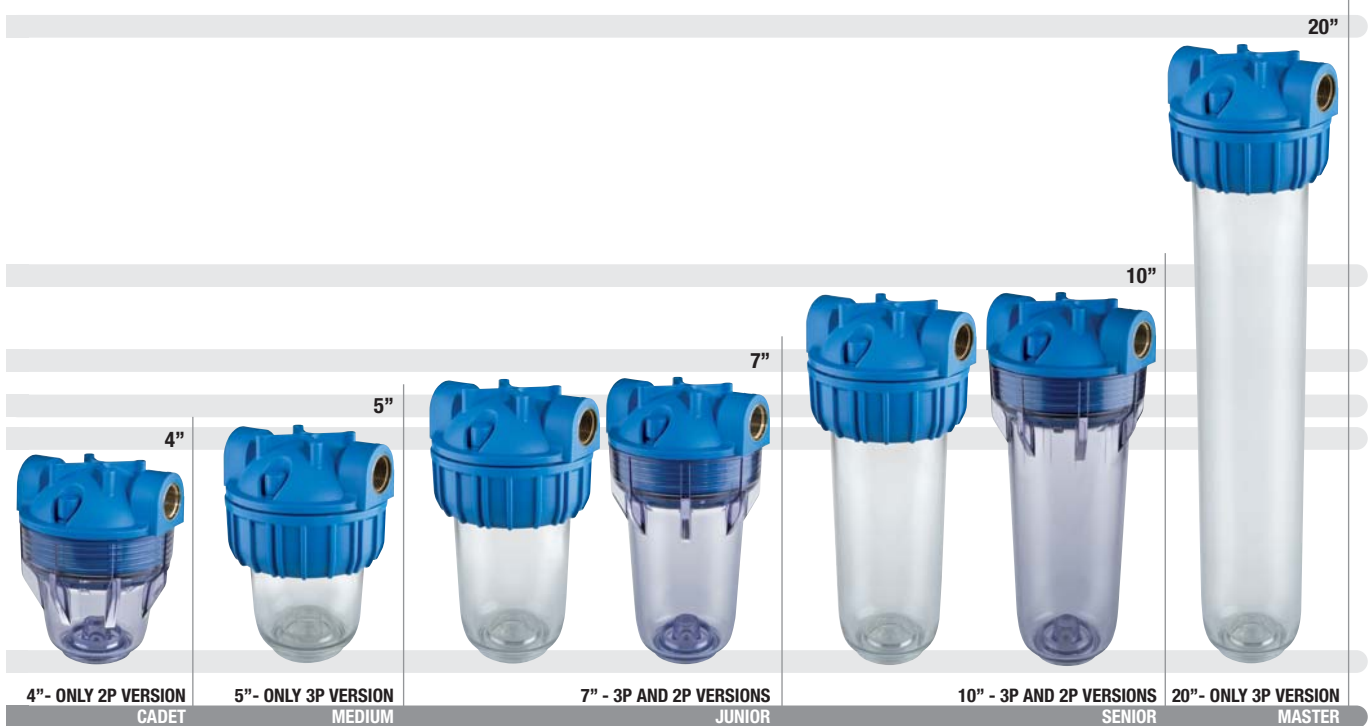 20”
10”
7”
5”
4”
4”- ONLY 2P VERSION
5”- ONLY 3P VERSION
7” - 3P AND 2P VERSIONS
10” - 3P AND 2P VERSIONS
20”- ONLY 3P VERSION
CADET
MEDIUM
JUNIOR
SENIOR
MASTER